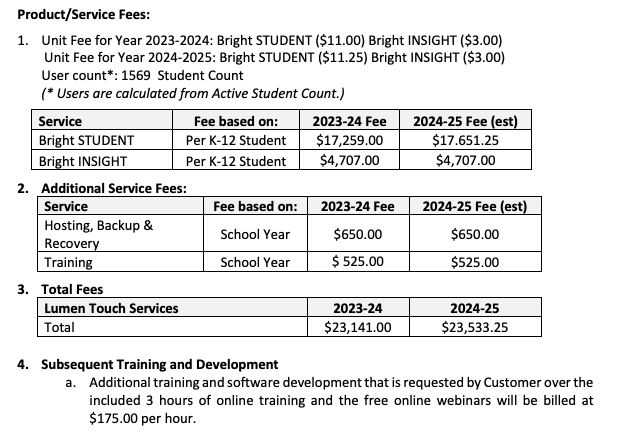 Product/Service Fees:
1. Unit Fee for Year 2023-2024: Bright STUDENT ($11.00) Bright INSIGHT ($3.00)
Unit Fee for Year 2024-2025: Bright STUDENT ($11.25) Bright INSIGHT ($3.00)
User count*: 1569 Student Count
(* Users are calculated from Active Student Count.)
Service Fee based on: 2023-24 Fee 2024-25 Fee (est)
Bright STUDENT Per K-12 Student $17,259.00 $17.651.25
Bright INSIGHT Per K-12 Student $4,707.00 $4,707.00
2. Additional Service Fees:
Service Fee based on: 2023-24 Fee 2024-25 Fee (est)
Hosting, Backup &
Recovery School Year $650.00 $650.00
Training School Year $ 525.00 $525.00
3. Total Fees
Lumen Touch Services 2023-24 2024-25
Total $23,141.00 $23,533.25
4. Subsequent Training and Development
a. Additional training and software development that is requested by Customer over the
included 3 hours of online training and the free online webinars will be billed at
$175.00 per hour.